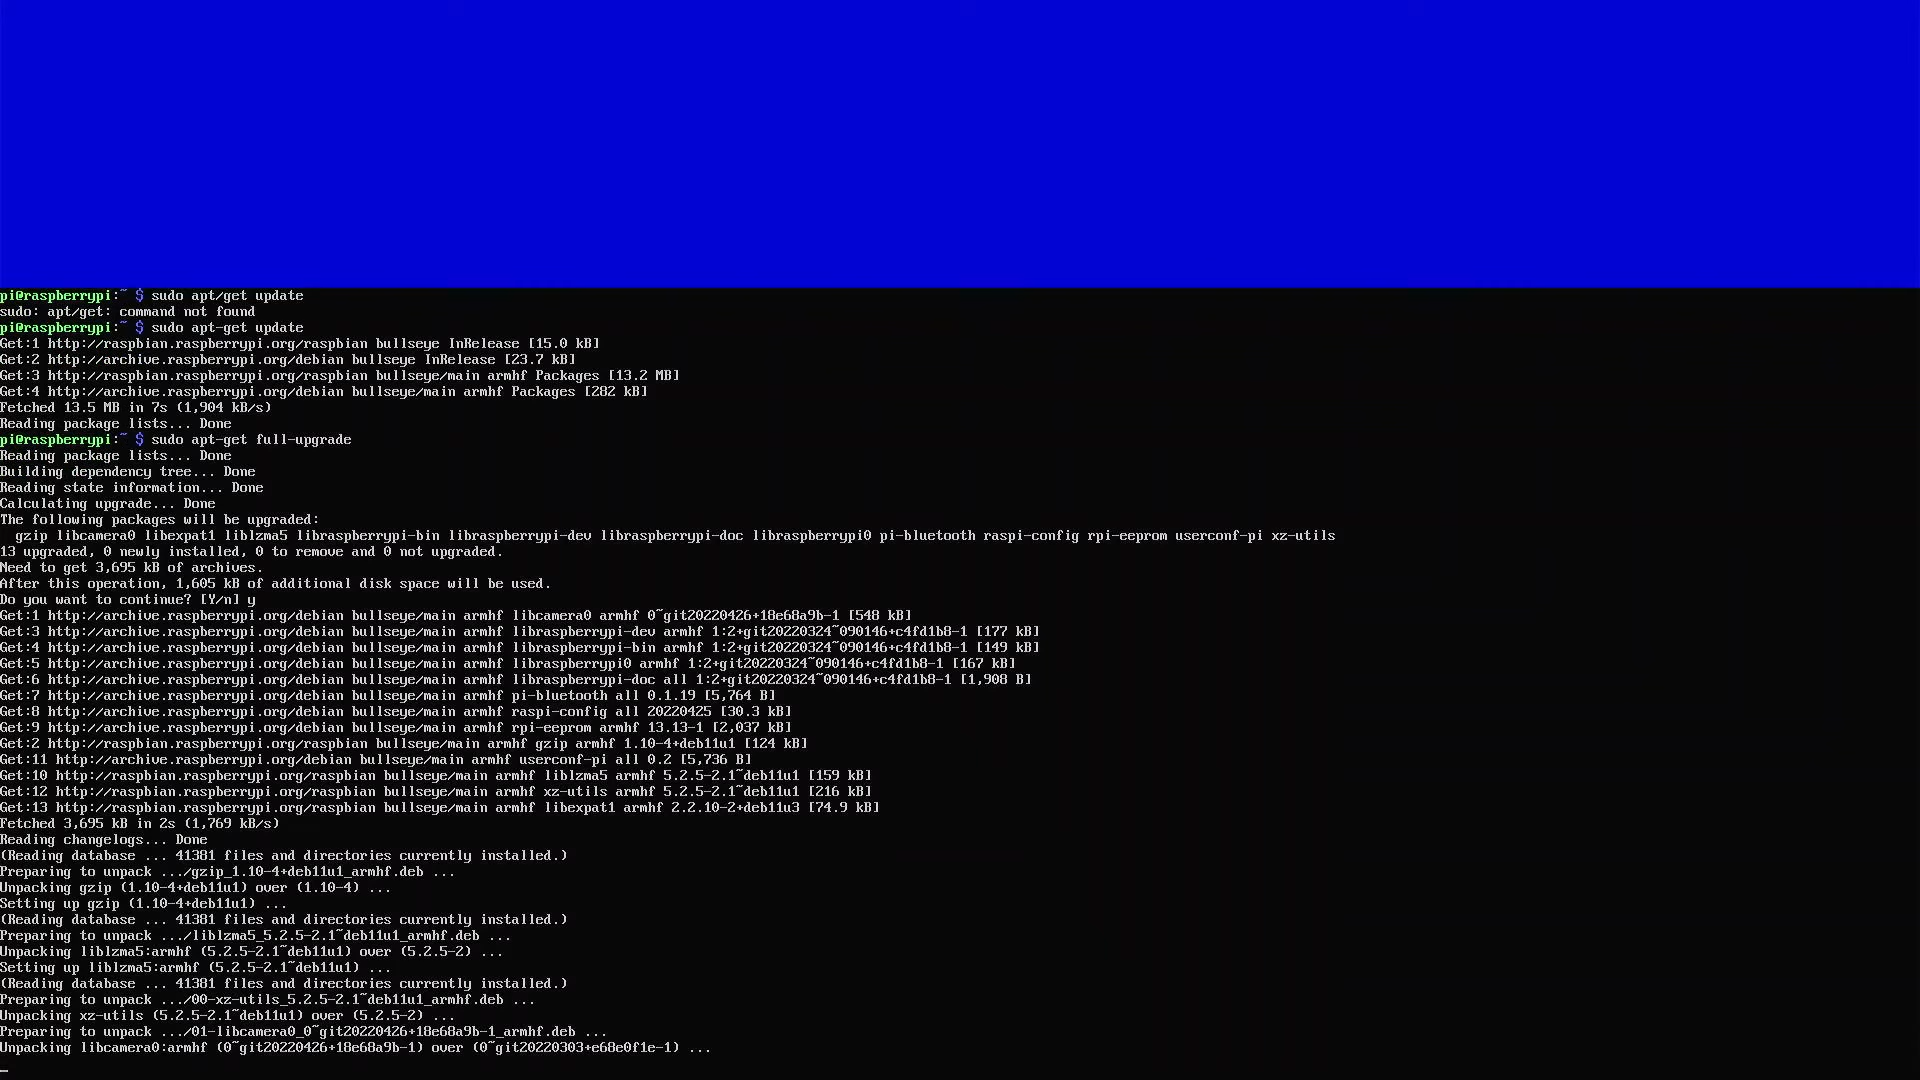 pi@raspberrypi:~ $ sudo apt/get update
sudo: apt/get: command not found
pi@raspberrypi:~ $ sudo apt-get update
Get:1 http://raspbian.raspberrypi.org/raspbian bullseye InRelease [15.0 kB]
Get:2 http://archive.raspberrypi.org/debian bullseye InRelease [23.7 kB]
Get:3 http://raspbian.raspberrypi.org/raspbian bullseye/main armhf Packages [13.2 MB]
Get:4 http://archive.raspberrypi.org/debian bullseye/main armhf Packages [282 kB]
Fetched 13.5 MB in 7s (1,904 kB/s)
Reading package lists... Done
pi@raspberrypi:~ $ sudo apt-get full-upgrade
Reading package lists... Done
Building dependency tree... Done
Reading state information... Done
Calculating upgrade... Done
The following packages will be upgraded:
  gzip libcamera0 libexpat1 liblzma5 libraspberrypi-bin libraspberrypi-dev libraspberrypi-doc libraspberrypi0 pi-bluetooth raspi-config rpi-eeprom userconf-pi xz-utils
13 upgraded, 0 newly installed, 0 to remove and 0 not upgraded.
Need to get 3,695 kB of archives.
After this operation, 1,605 kB of additional disk space will be used.
Do you want to continue? [Y/n] y
Get:1 http://archive.raspberrypi.org/debian bullseye/main armhf libcamera0 armhf 0~git20220426+18e68a9b-1 [548 kB]
Get:3 http://archive.raspberrypi.org/debian bullseye/main armhf libraspberrypi-dev armhf 1:2+git20220324~090146+c4fd1b8-1 [177 kB]
Get:4 http://archive.raspberrypi.org/debian bullseye/main armhf libraspberrypi-bin armhf 1:2+git20220324~090146+c4fd1b8-1 [149 kB]
Get:5 http://archive.raspberrypi.org/debian bullseye/main armhf libraspberrypi0 armhf 1:2+git20220324~090146+c4fd1b8-1 [167 kB]
Get:6 http://archive.raspberrypi.org/debian bullseye/main armhf libraspberrypi-doc all 1:2+git20220324~090146+c4fd1b8-1 [1,908 B]
Get:7 http://archive.raspberrypi.org/debian bullseye/main armhf pi-bluetooth all 0.1.19 [5,764 B]
Get:8 http://archive.raspberrypi.org/debian bullseye/main armhf raspi-config all 20220425 [30.3 kB]
Get:9 http://archive.raspberrypi.org/debian bullseye/main armhf rpi-eeprom armhf 13.13-1 [2,037 kB]
Get:2 http://raspbian.raspberrypi.org/raspbian bullseye/main armhf gzip armhf 1.10-4+deb11u1 [124 kB]
Get:11 http://archive.raspberrypi.org/debian bullseye/main armhf userconf-pi all 0.2 [5,736 B]
Get:10 http://raspbian.raspberrypi.org/raspbian bullseye/main armhf liblzma5 armhf 5.2.5-2.1~deb11u1 [159 kB]
Get:12 http://raspbian.raspberrypi.org/raspbian bullseye/main armhf xz-utils armhf 5.2.5-2.1~deb11u1 [216 kB]
Get:13 http://raspbian.raspberrypi.org/raspbian bullseye/main armhf libexpat1 armhf 2.2.10-2+deb11u3 [74.9 kB]
Fetched 3,695 kB in 2s (1,769 kB/s)
Reading changelogs... Done
(Reading database ... 41381 files and directories currently installed.)
Preparing to unpack .../gzip_1.10-4+deb11u1_armhf.deb ...
Unpacking gzip (1.10-4+deb11u1) over (1.10-4) ...
Setting up gzip (1.10-4+deb11u1) ...
(Reading database ... 41381 files and directories currently installed.)
Preparing to unpack .../liblzma5_5.2.5-2.1~deb11u1_armhf.deb ...
Unpacking liblzma5:armhf (5.2.5-2.1~deb11u1) over (5.2.5-2) ...
Setting up liblzma5:armhf (5.2.5-2.1~deb11u1) ...
(Reading database ... 41381 files and directories currently installed.)
Preparing to unpack .../00-xz-utils_5.2.5-2.1~deb11u1_armhf.deb ...
Unpacking xz-utils (5.2.5-2.1~deb11u1) over (5.2.5-2) ...
Preparing to unpack .../01-libcamera0_0~git20220426+18e68a9b-1_armhf.deb ...
Unpacking libcamera0:armhf (0~git20220426+18e68a9b-1) over (0~git20220303+e68e0f1e-1) ...